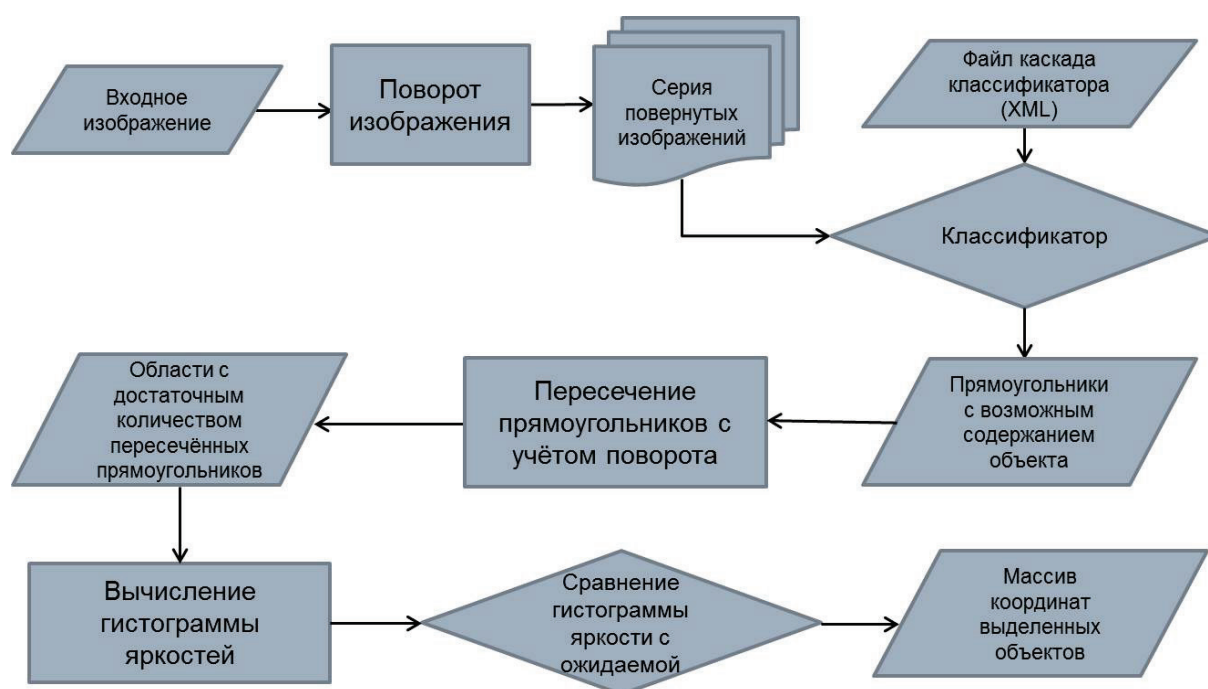 Входное
изображение
Поворот
изображения
Серия
повернутых
изображений
Файл каскада
классификатора
(XML)
Классификатор
Прямоугольники
с возможным
содержанием
объекта
Пересечение
прямоугольников с
учётом поворота
Области с
достаточным
количеством
пересечённых
прямоугольников
Вычисление
гистограммы
яркостей
Сравнение
гистограммы
яркости с
ожидаемой
Массив
координат
выделенных
объектов